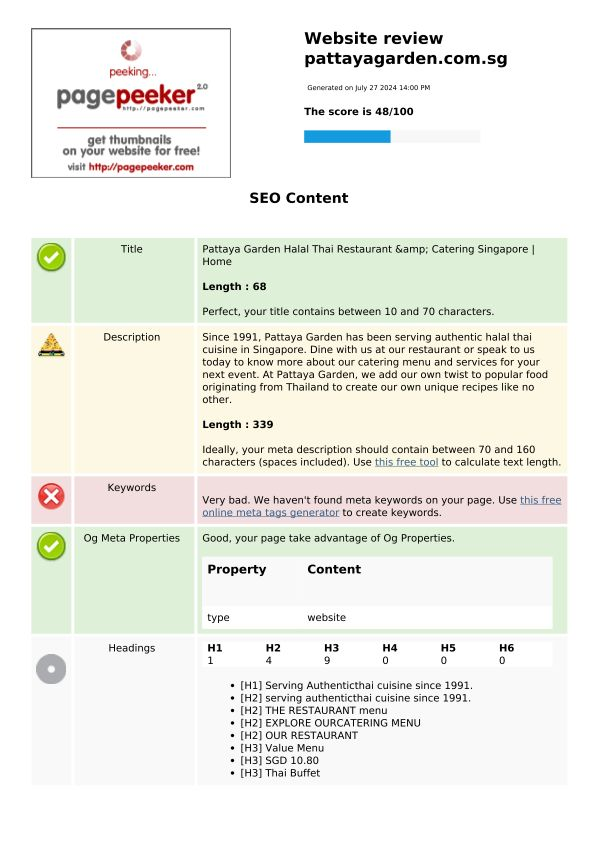 peeking...
pagepeeker 2.0
http://pagepeeker.com
get thumbnails
on your website for free!
visit http://pagepeeker.com
Website review
pattayagarden.com.sg
Generated on July 27 2024 14:00 PM
The score is 48/100
SEO Content
Title
Pattaya Garden Halal Thai Restaurant &amp; Catering Singapore |
Home
Length : 68
Perfect, your title contains between 10 and 70 characters.
Description
Since 1991, Pattaya Garden has been serving authentic halal thai
cuisine in Singapore. Dine with us at our restaurant or speak to us
today to know more about our catering menu and services for your
next event. At Pattaya Garden, we add our own twist to popular food
originating from Thailand to create our own unique recipes like no
other.
Length : 339
Ideally, your meta description should contain between 70 and 160
characters (spaces included). Use this free tool to calculate text length.
Keywords
Very bad. We haven't found meta keywords on your page. Use this free
online meta tags generator to create keywords.
Og Meta Properties
Good, your page take advantage of Og Properties.
Property Content
type website
Headings
H1 H2 H3 H4 H5 H6
1 4 9 0 0 0
• [H1] Serving Authenticthai cuisine since 1991.
• [H2] serving authenticthai cuisine since 1991.
• [H2] THE RESTAURANT menu
• [H2] EXPLORE OURCATERING MENU
• [H2] OUR RESTAURANT
• [H3] Value Menu
• [H3] SGD 10.80
• [H3] Thai Buffet